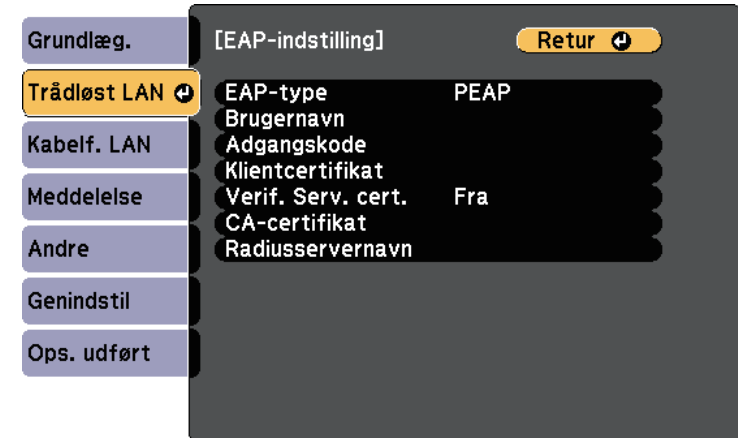 Grundlæg.
Trådløst LAN
Kabelf. LAN
Meddelelse
Andre
Genindstil
Ops. udført
[EAP-indstilling] Retur
EAP-type PEAP
Brugernavn
Adgangskode
Klientcertifikat
Verif. Serv. cert. Fra
CA-certifikat
Radiusservernavn